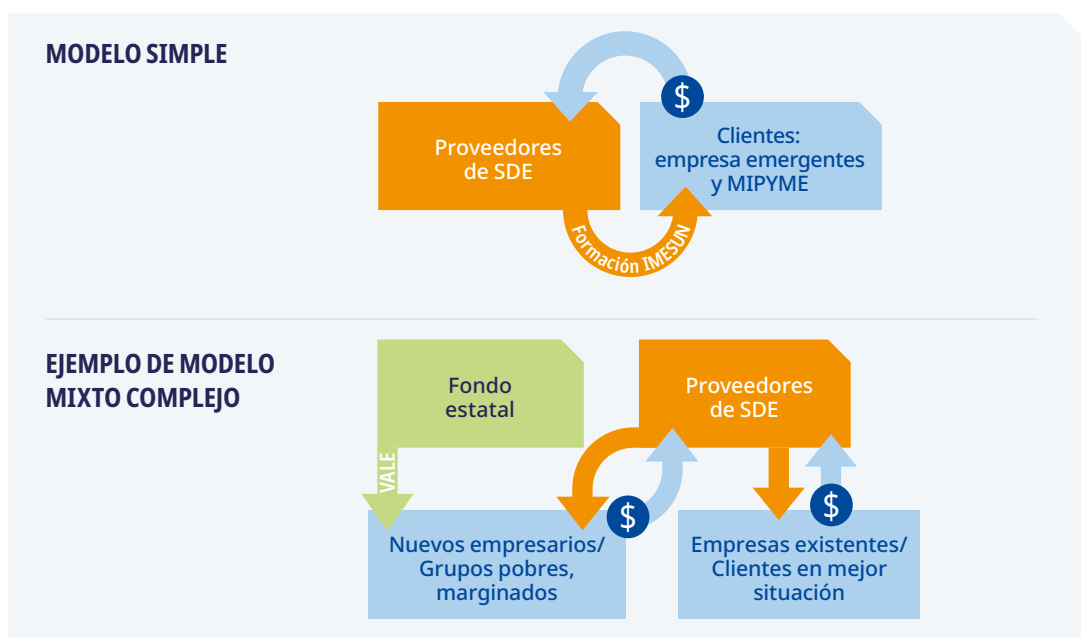 MODELO SIMPLE
$
Proveedores
de SDE
Clientes:
empresa emergentes
y MIPYME
Formación IMESUN
EJEMPLO DE MODELO
MIXTO COMPLEJO
Fondo
estatal
Proveedores
de SDE
VALE
$
$
Nuevos empresarios/
Grupos pobres,
marginados
Empresas existentes/
Clientes en mejor
situación